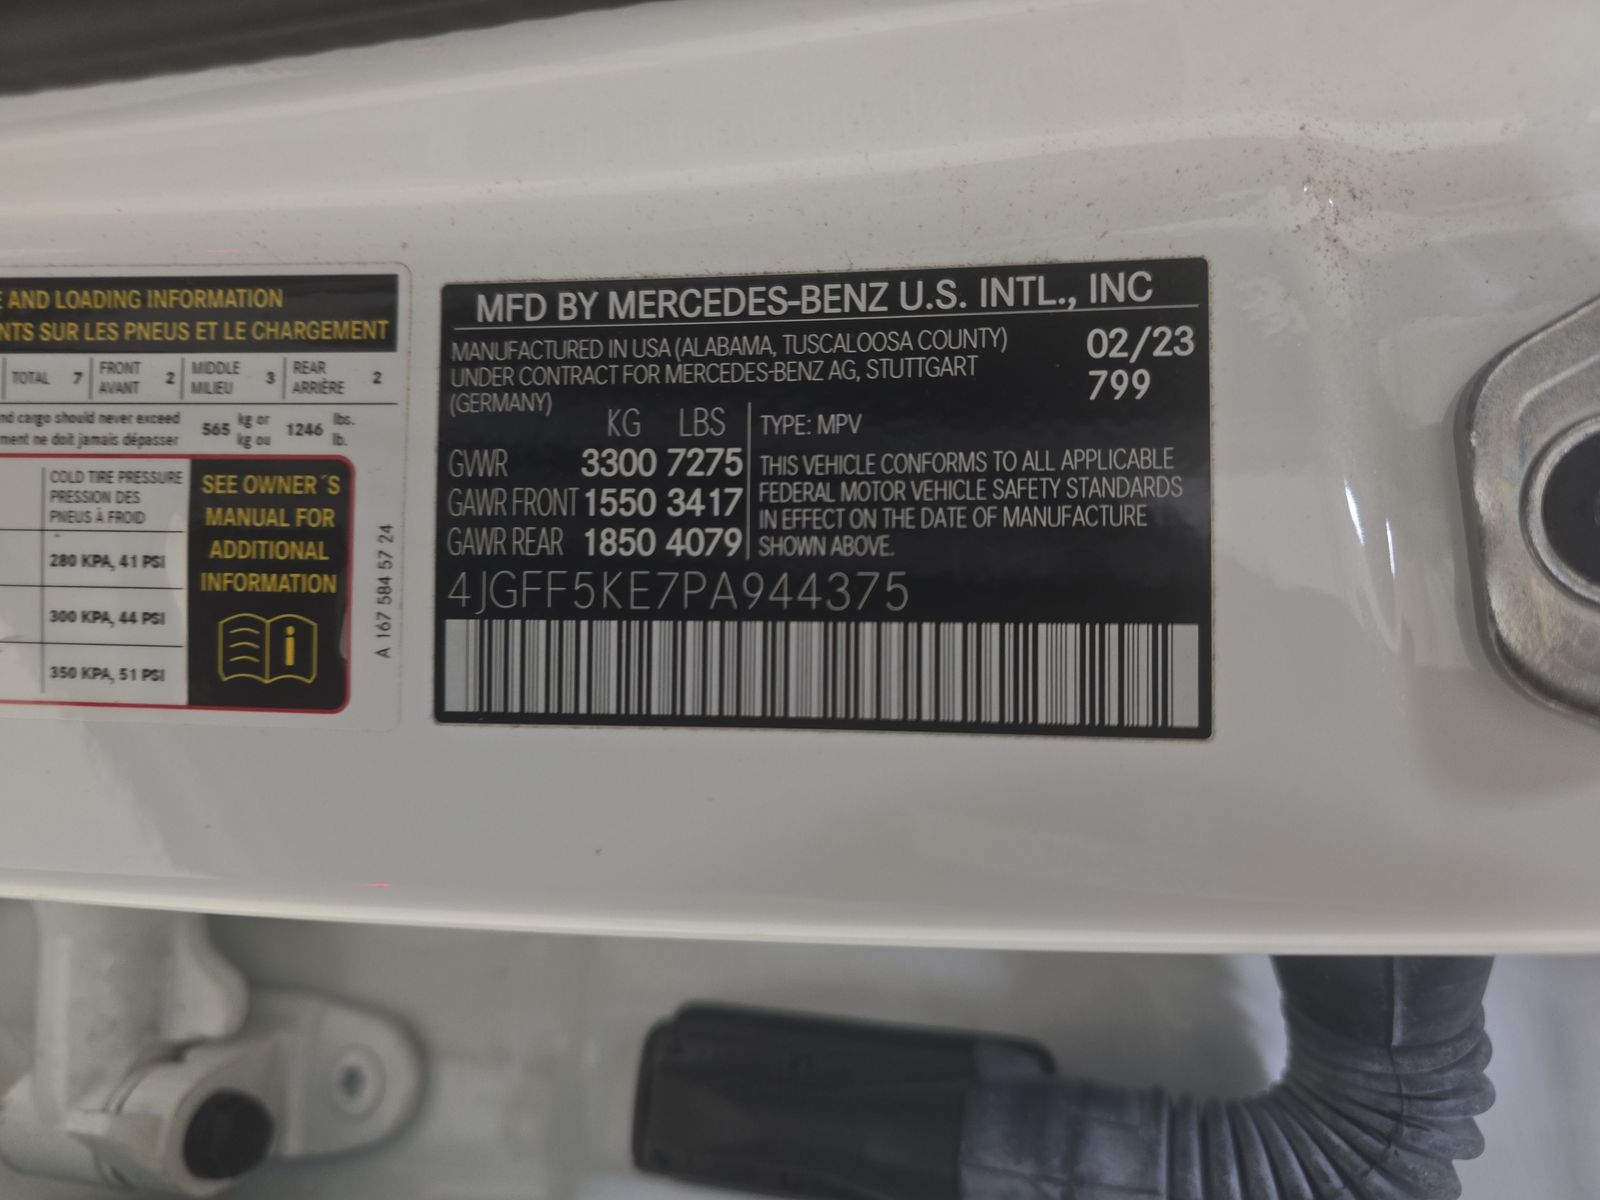 E AND LOADING INFORMATION
NTS SUR LES PNEUS ET LE CHARGEMENT
TOTAL 7 FRONT AVANT 2 MIDDLE MILIEU 3 REAR ARRIÈRE 2
nd cargo should never exceed 565 kg or 1246 lbs.
ment ne doit jamais dépasser kg ou lb.
COLD TIRE PRESSURE
PRESSION DES
PNEUS À FROID
280 KPA, 41 PSI
300 KPA, 44 PSI
350 KPA, 51 PSI
SEE OWNER´S
MANUAL FOR
ADDITIONAL
INFORMATION
A 167 584 57 24
MFD BY MERCEDES-BENZ U.S. INTL., INC
MANUFACTURED IN USA (ALABAMA, TUSCALOOSA COUNTY)
UNDER CONTRACT FOR MERCEDES-BENZ AG, STUTTGART
(GERMANY)
02/23
799
KG LBS
GVWR 3300 7275
GAWR FRONT 1550 3417
GAWR REAR 1850 4079
TYPE: MPV
THIS VEHICLE CONFORMS TO ALL APPLICABLE
FEDERAL MOTOR VEHICLE SAFETY STANDARDS
IN EFFECT ON THE DATE OF MANUFACTURE
SHOWN ABOVE.
4JGFF5KE7PA944375